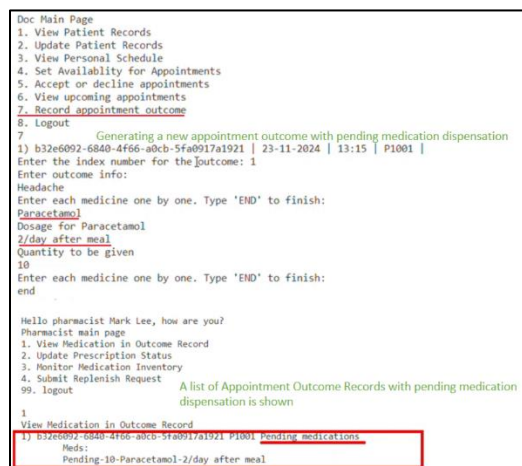 Doc Main Page
1. View Patient Records
2. Update Patient Records
3. View Personal Schedule
4. Set Availablity for Appointments
5. Accept or decline appointments
6. View upcoming appointments
7. Record appointment outcome
8. Logout
7
Generating a new appointment outcome with pending medication dispensation
1) b32e6092-6840-4f66-a0cb-5fa0917a1921 | 23-11-2024 | 13:15 | P1001 |
Enter the index number for the outcome: 1
Enter outcome info:
Headache
Enter each medicine one by one. Type 'END' to finish:
Paracetamol
Dosage for Paracetamol
2/day after meal
Quantity to be given
10
Enter each medicine one by one. Type 'END' to finish:
end
Hello pharmacist Mark Lee, how are you?
Pharmacist main page
1. View Medication in Outcome Record
2. Update Prescription Status
3. Monitor Medication Inventory
4. Submit Replenish Request
99. logout
A list of Appointment Outcome Records with pending medication
dispensation is shown
1
View Medication in Outcome Record
1) b32e6092-6840-4f66-a0cb-5fa0917a1921 P1001 Pending medications
Meds:
Pending-10-Paracetamol-2/day after meal